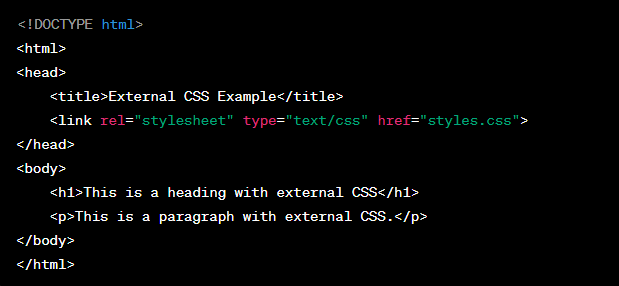 <!DOCTYPE html>
<html>
<head>
    <title>External CSS Example</title>
    <link rel="stylesheet" type="text/css" href="styles.css">
</head>
<body>
    <h1>This is a heading with external CSS</h1>
    <p>This is a paragraph with external CSS.</p>
</body>
</html>